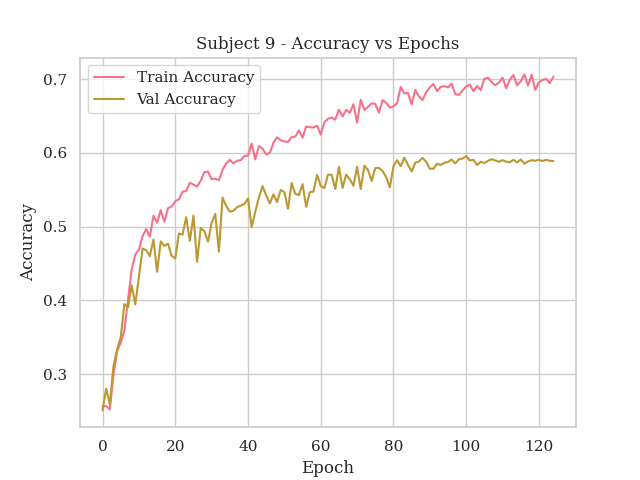 Subject 9 - Accuracy vs Epochs
Train Accuracy
Val Accuracy
0.7
0.6
0.5
0.4
0.3
Accuracy
0 20 40 60 80 100 120
Epoch